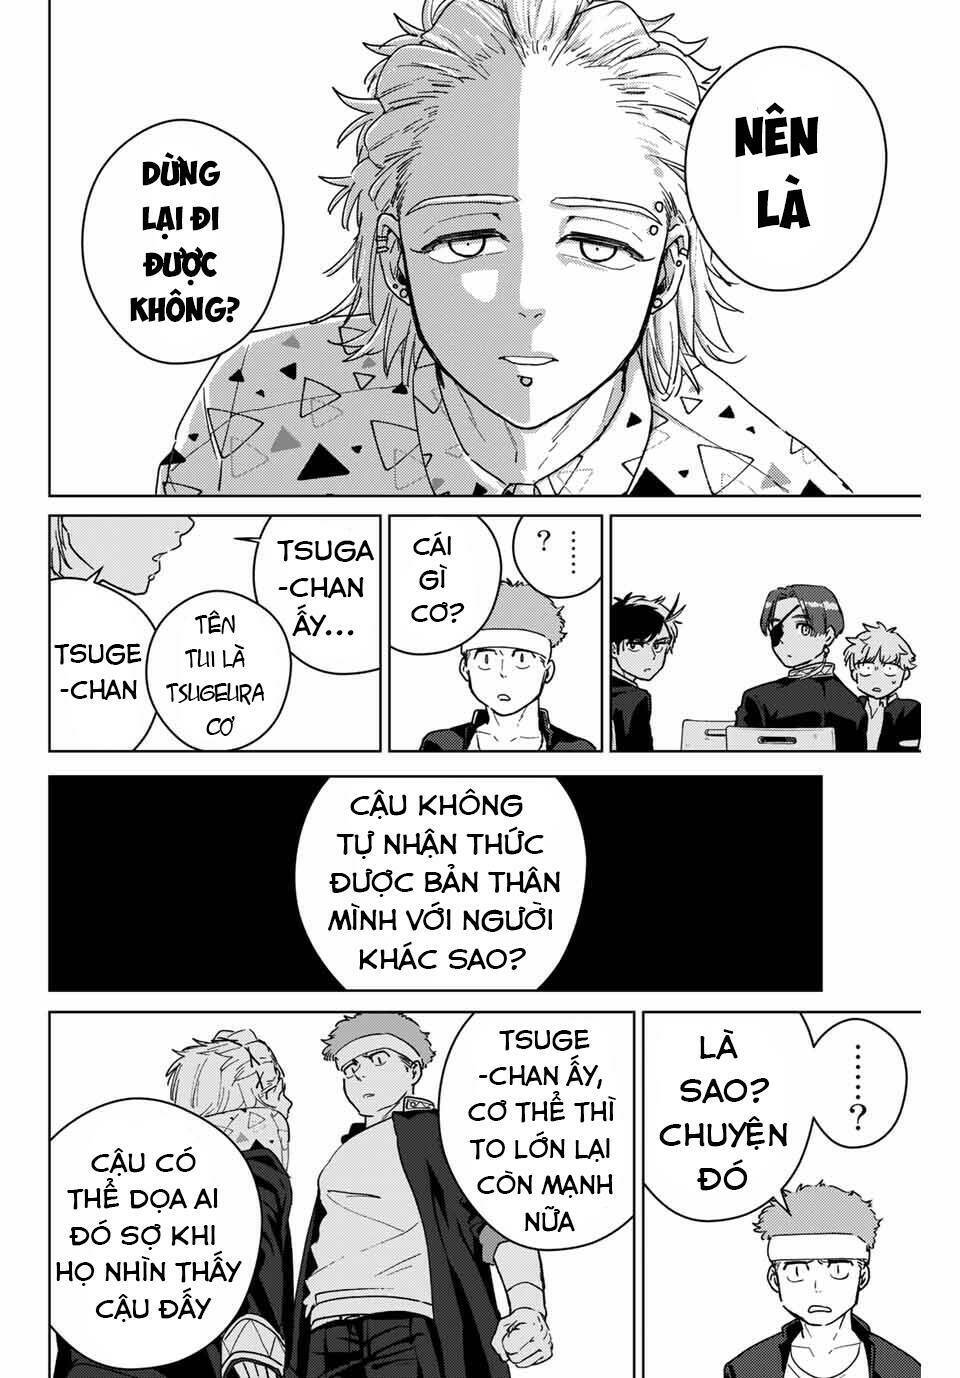 NÊN
LÀ
DỪNG
LẠI ĐI
ĐƯỢC
KHÔNG?
……
?
CÁI
GÌ
CƠ?
TSUGA
-CHAN
ẤY...
TÊN
TUI LÀ
TSUGEURA
CƠ
TSUGE
-CHAN
CẬU KHÔNG
TỰ NHẬN THỨC
ĐƯỢC BẢN THÂN
MÌNH VỚI NGƯỜI
KHÁC SAO?
……
?
LÀ
SAO?
CHUYỆN
ĐÓ
TSUGE
-CHAN ẤY,
CƠ THỂ THÌ
TO LỚN LẠI
CÒN MẠNH
NỮA
CẬU CÓ
THỂ DỌA AI
ĐÓ SỢ KHI
HỌ NHÌN THẤY
CẬU ĐẤY